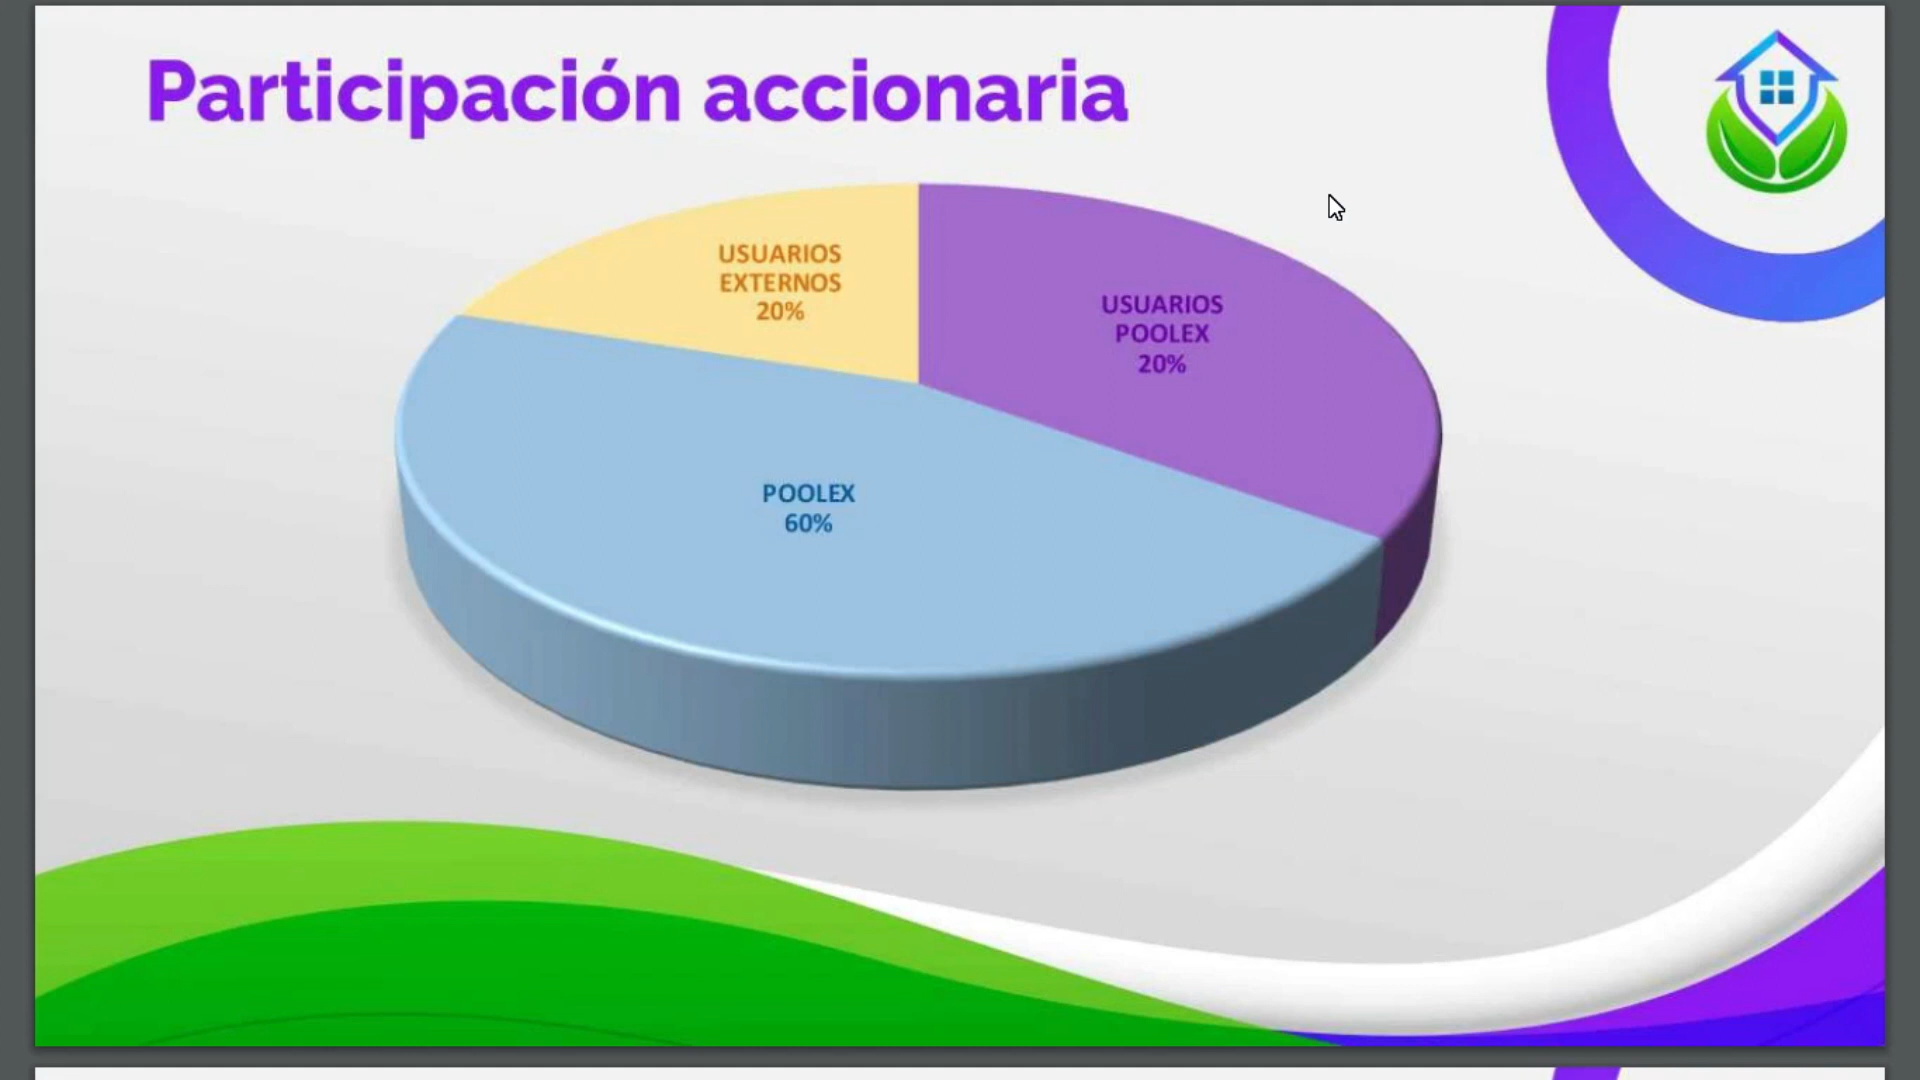 Participación accionaria
USUARIOS
EXTERNOS
20%
USUARIOS
POOLEX
20%
POOLEX
60%